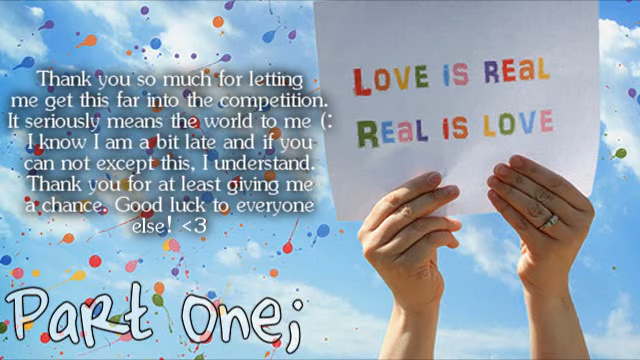 Thank you so much for letting
me get this far into the competition.
It seriously means the world to me (:
I know I am a bit late and if you
can not except this, I understand.
Thank you for at least giving me
a chance. Good luck to everyone
else! <3
LOVE IS REAL
REAL IS LOVE
Part One;